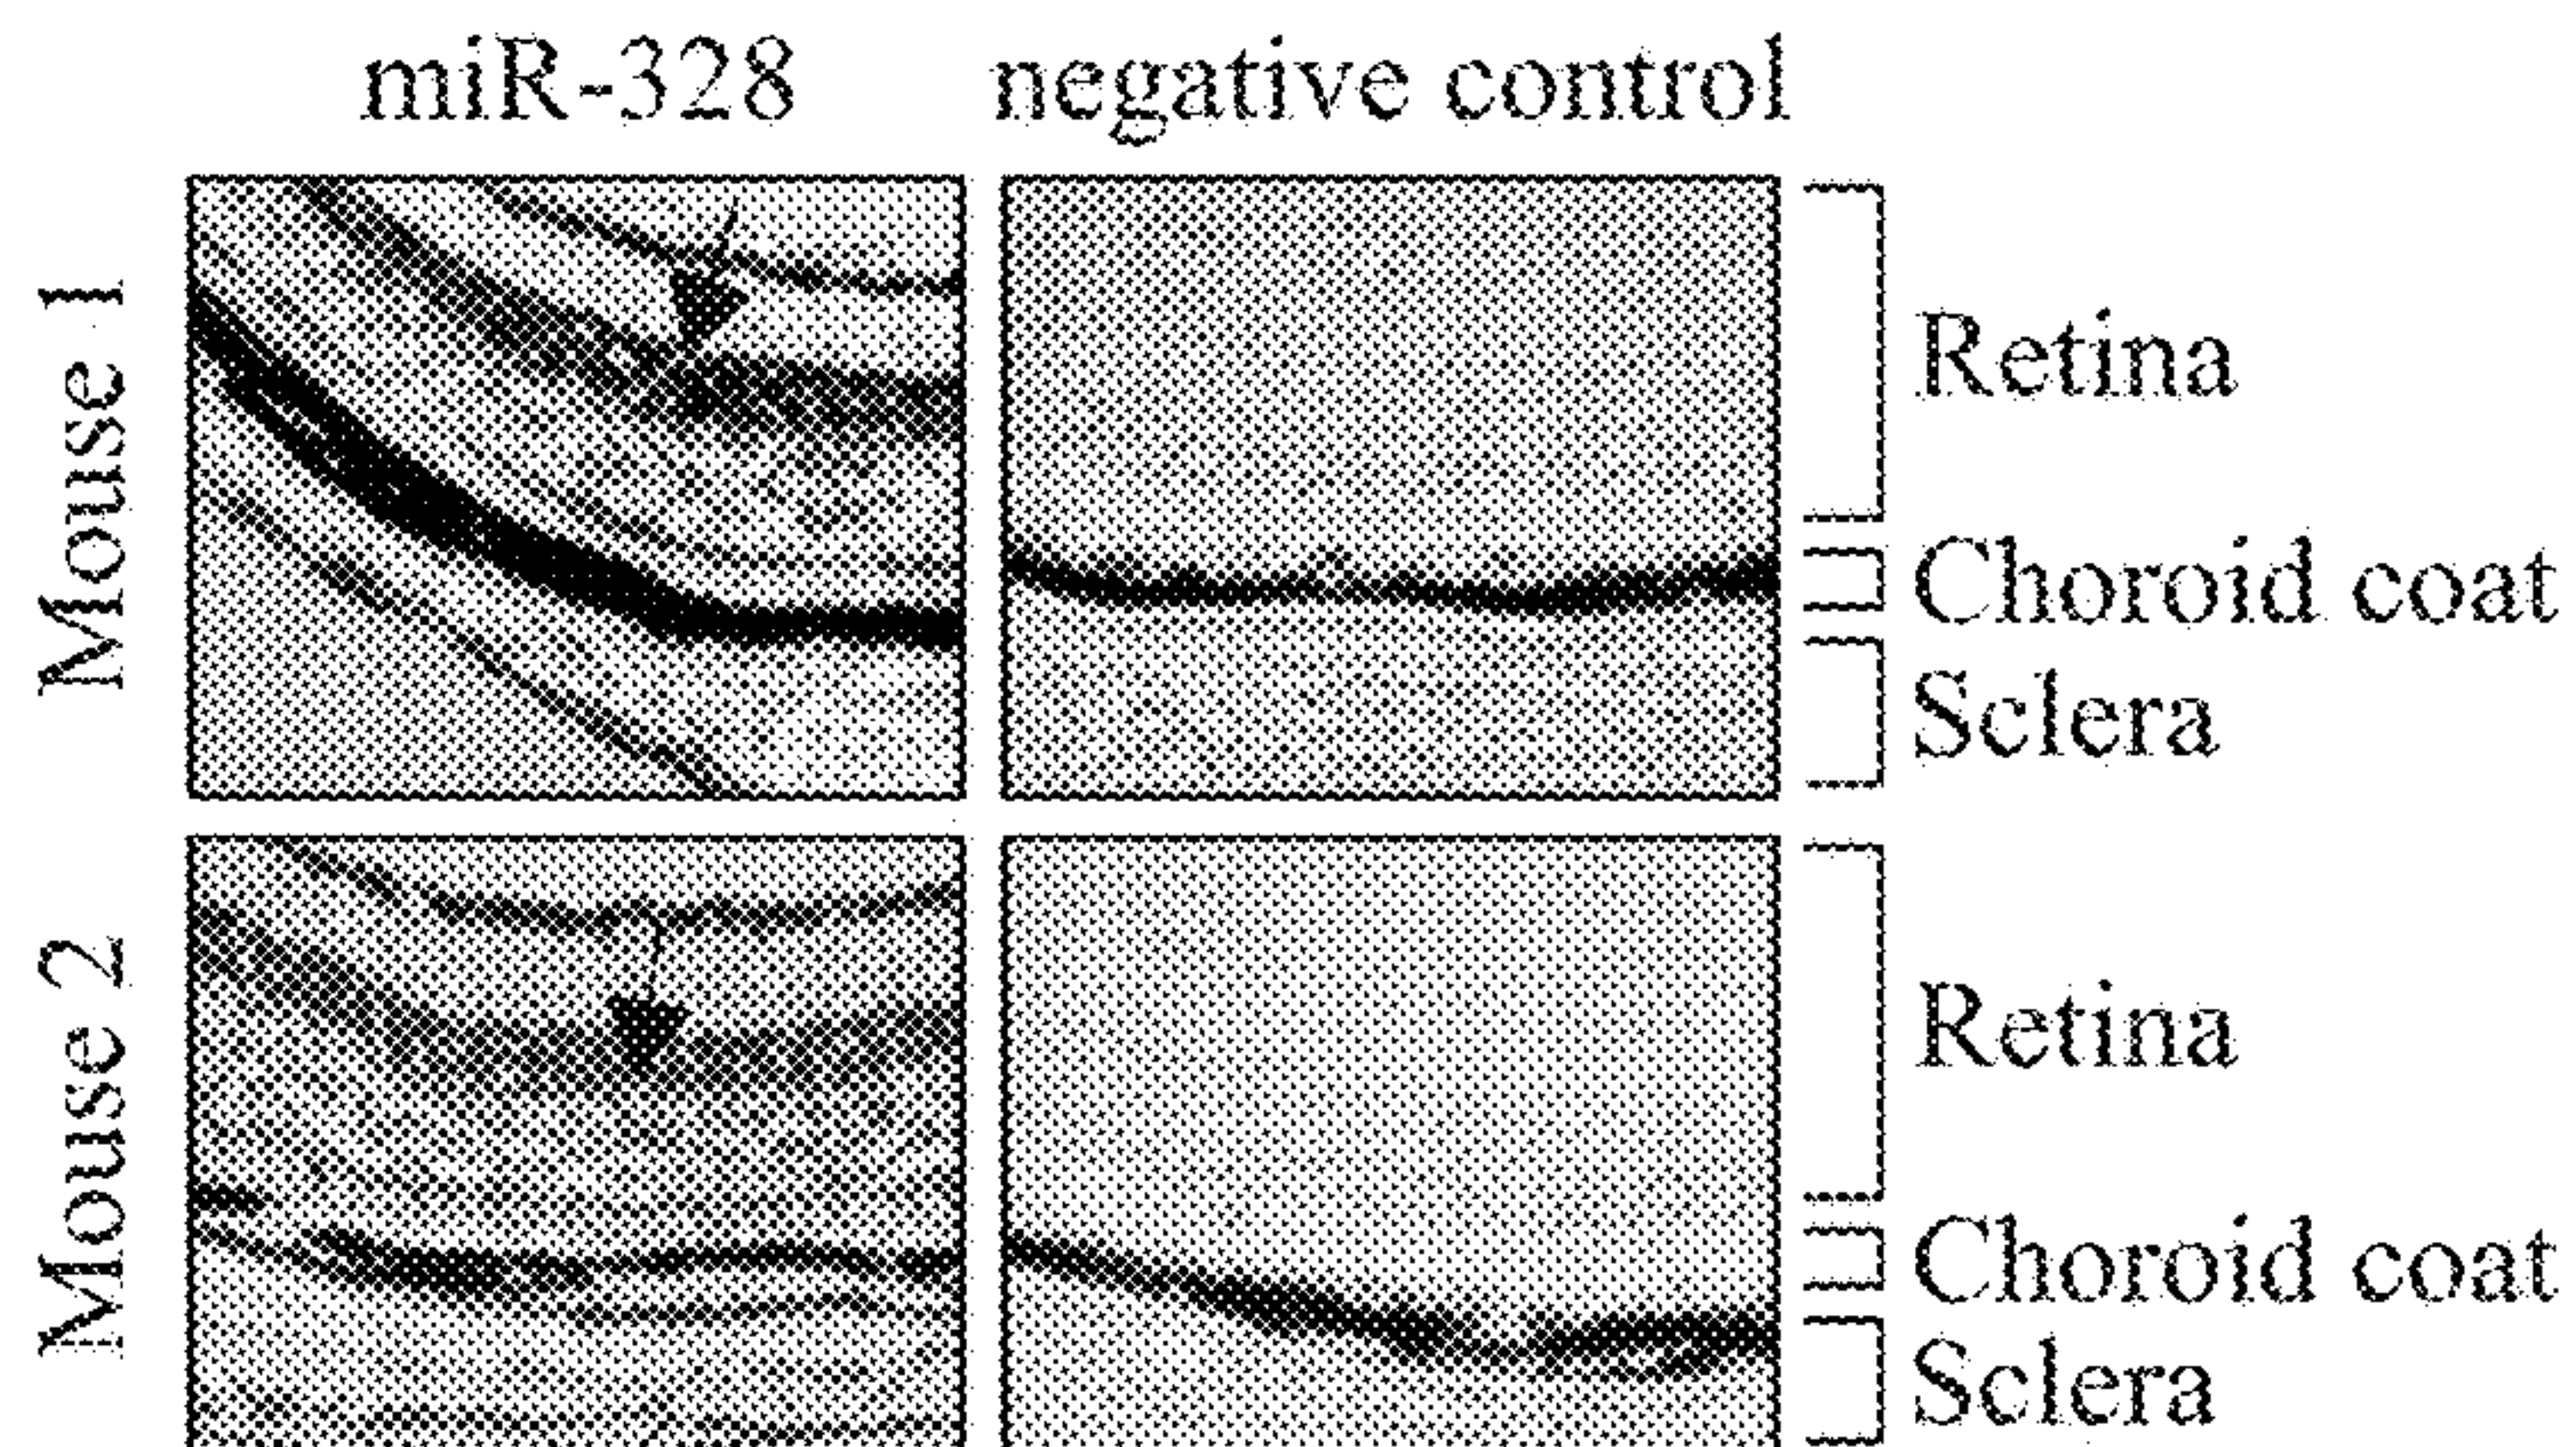 miR-328 negative control
Mouse 1
Retina
Choroid coat
Sclera
Mouse 2
Retina
Choroid coat
Sclera